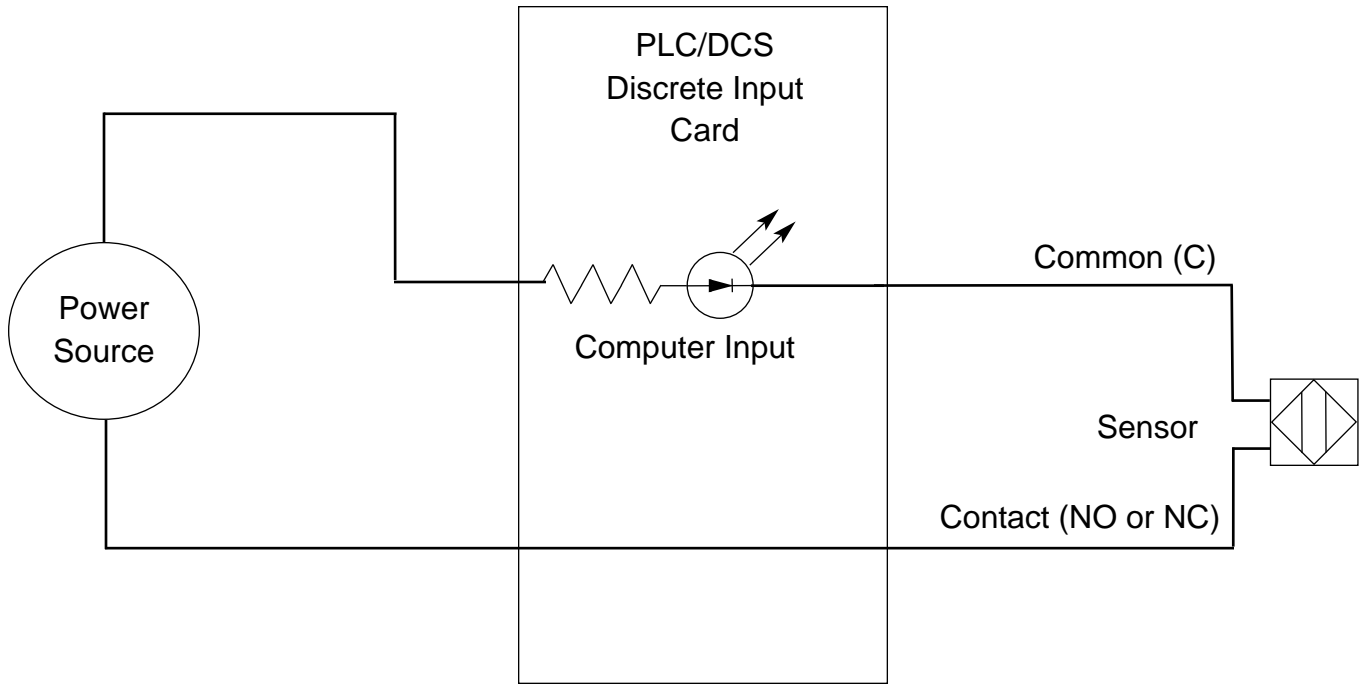 PLC/DCS
Discrete Input
Card
Power
Source
Computer Input
Common (C)
Sensor
Contact (NO or NC)